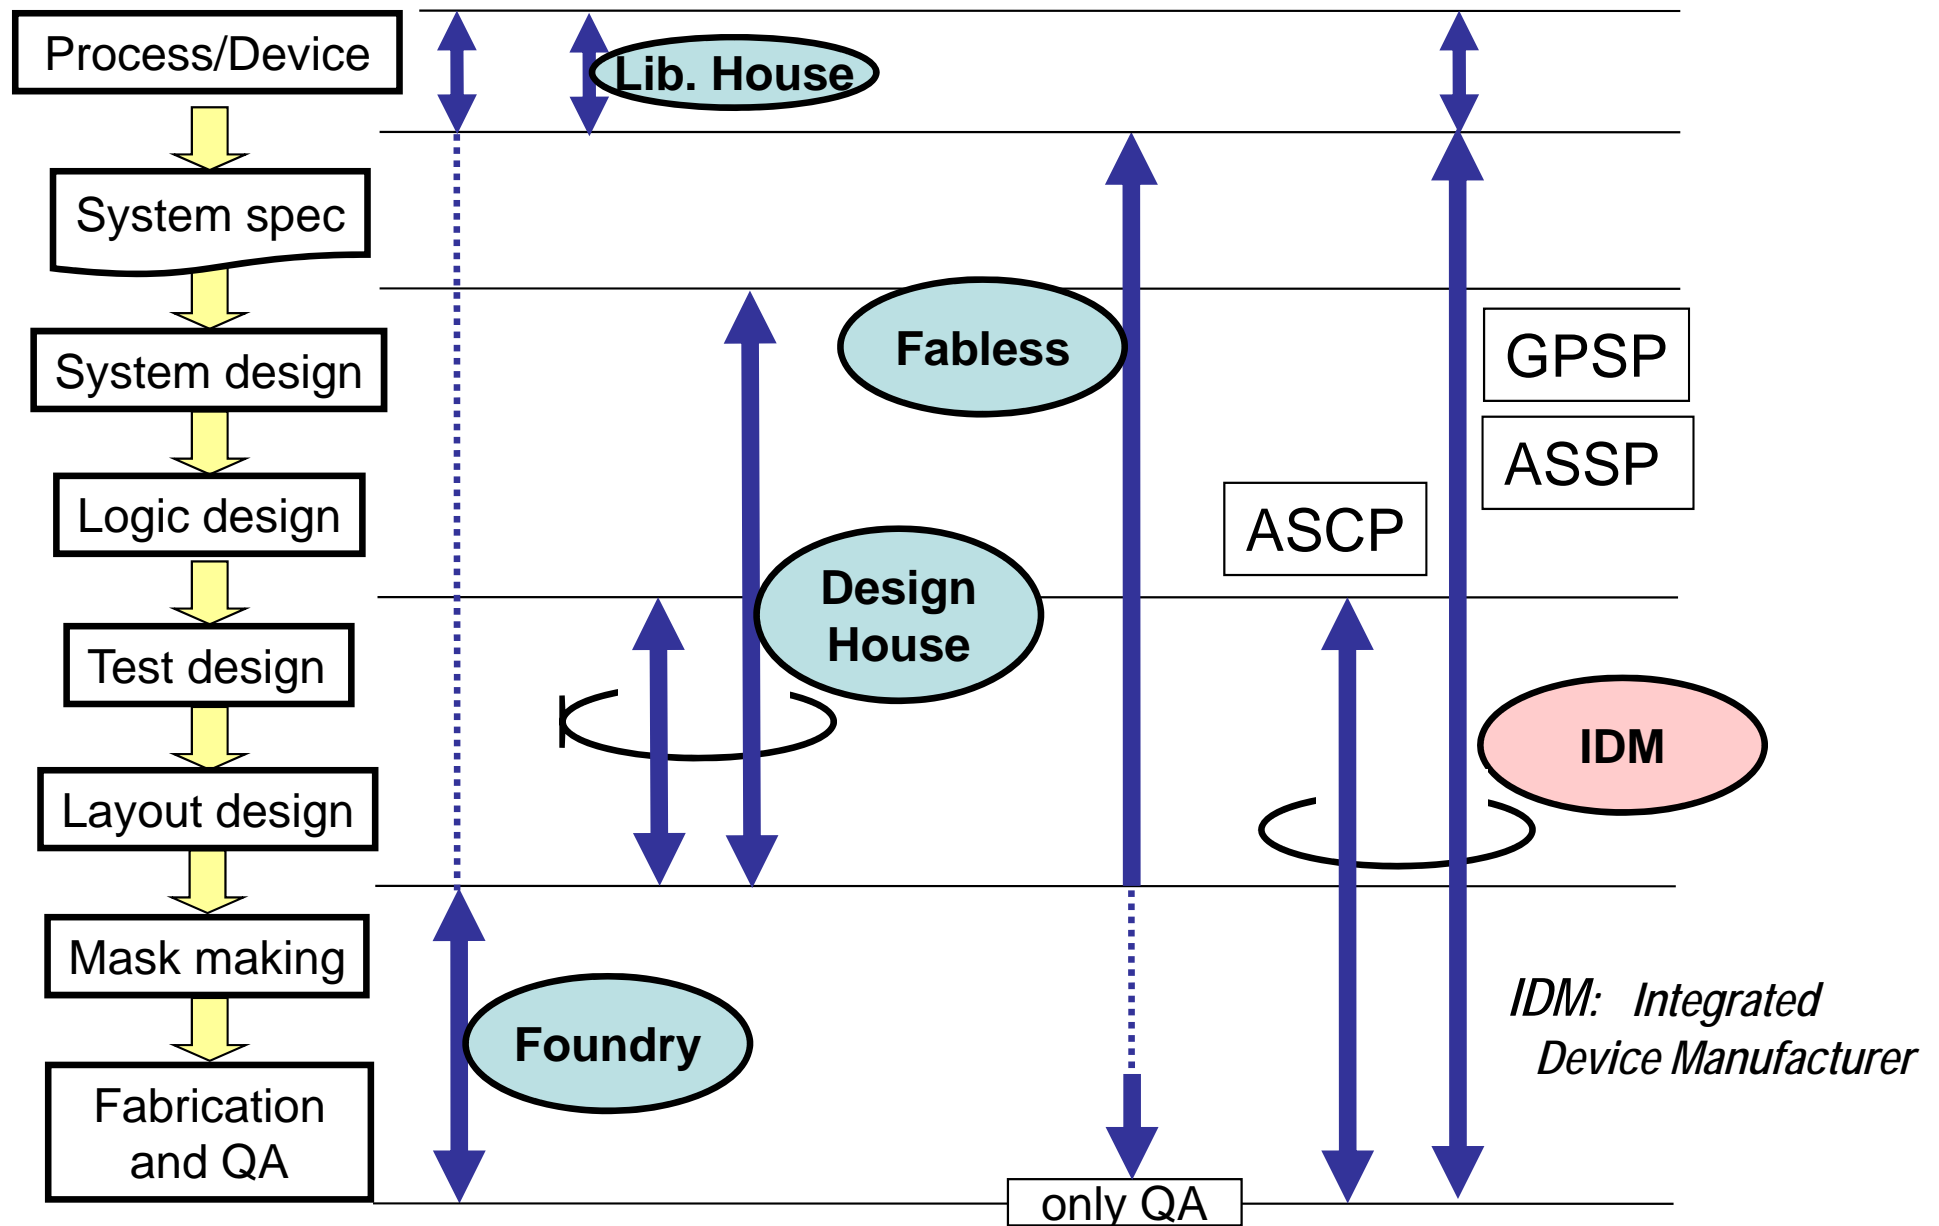 Process/Device
Lib. House
System spec
Fabless
System design
GPSP
ASSP
Logic design
ASCP
Design
House
Test design
IDM
Layout design
Mask making
IDM: Integrated
Device Manufacturer
Foundry
Fabrication
and QA
only QA